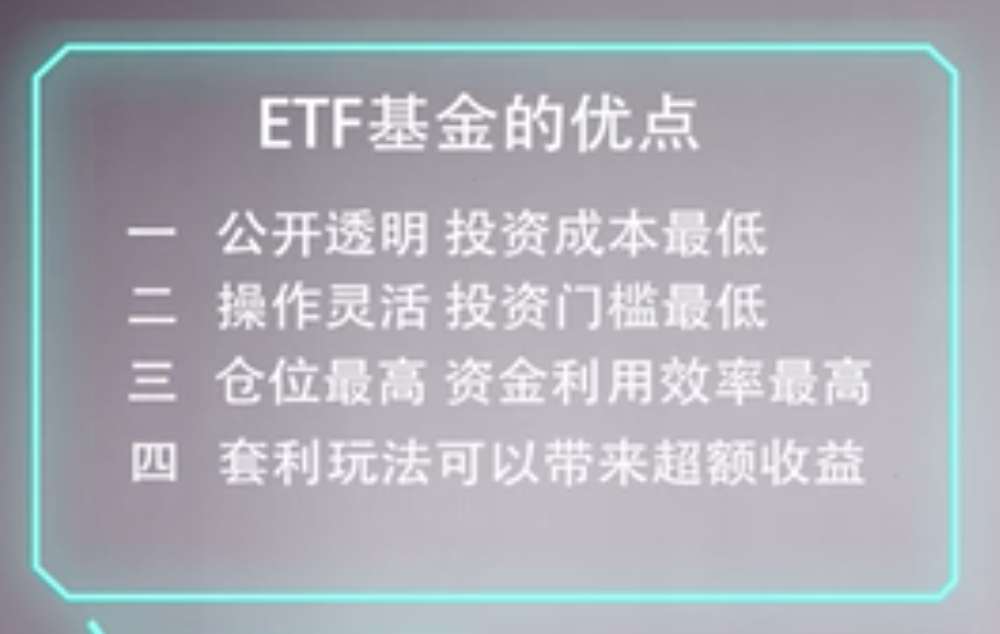 ETF基金的优点
一 公开透明 投资成本最低
二 操作灵活 投资门槛最低
三 仓位最高 资金利用效率最高
四 套利玩法可以带来超额收益